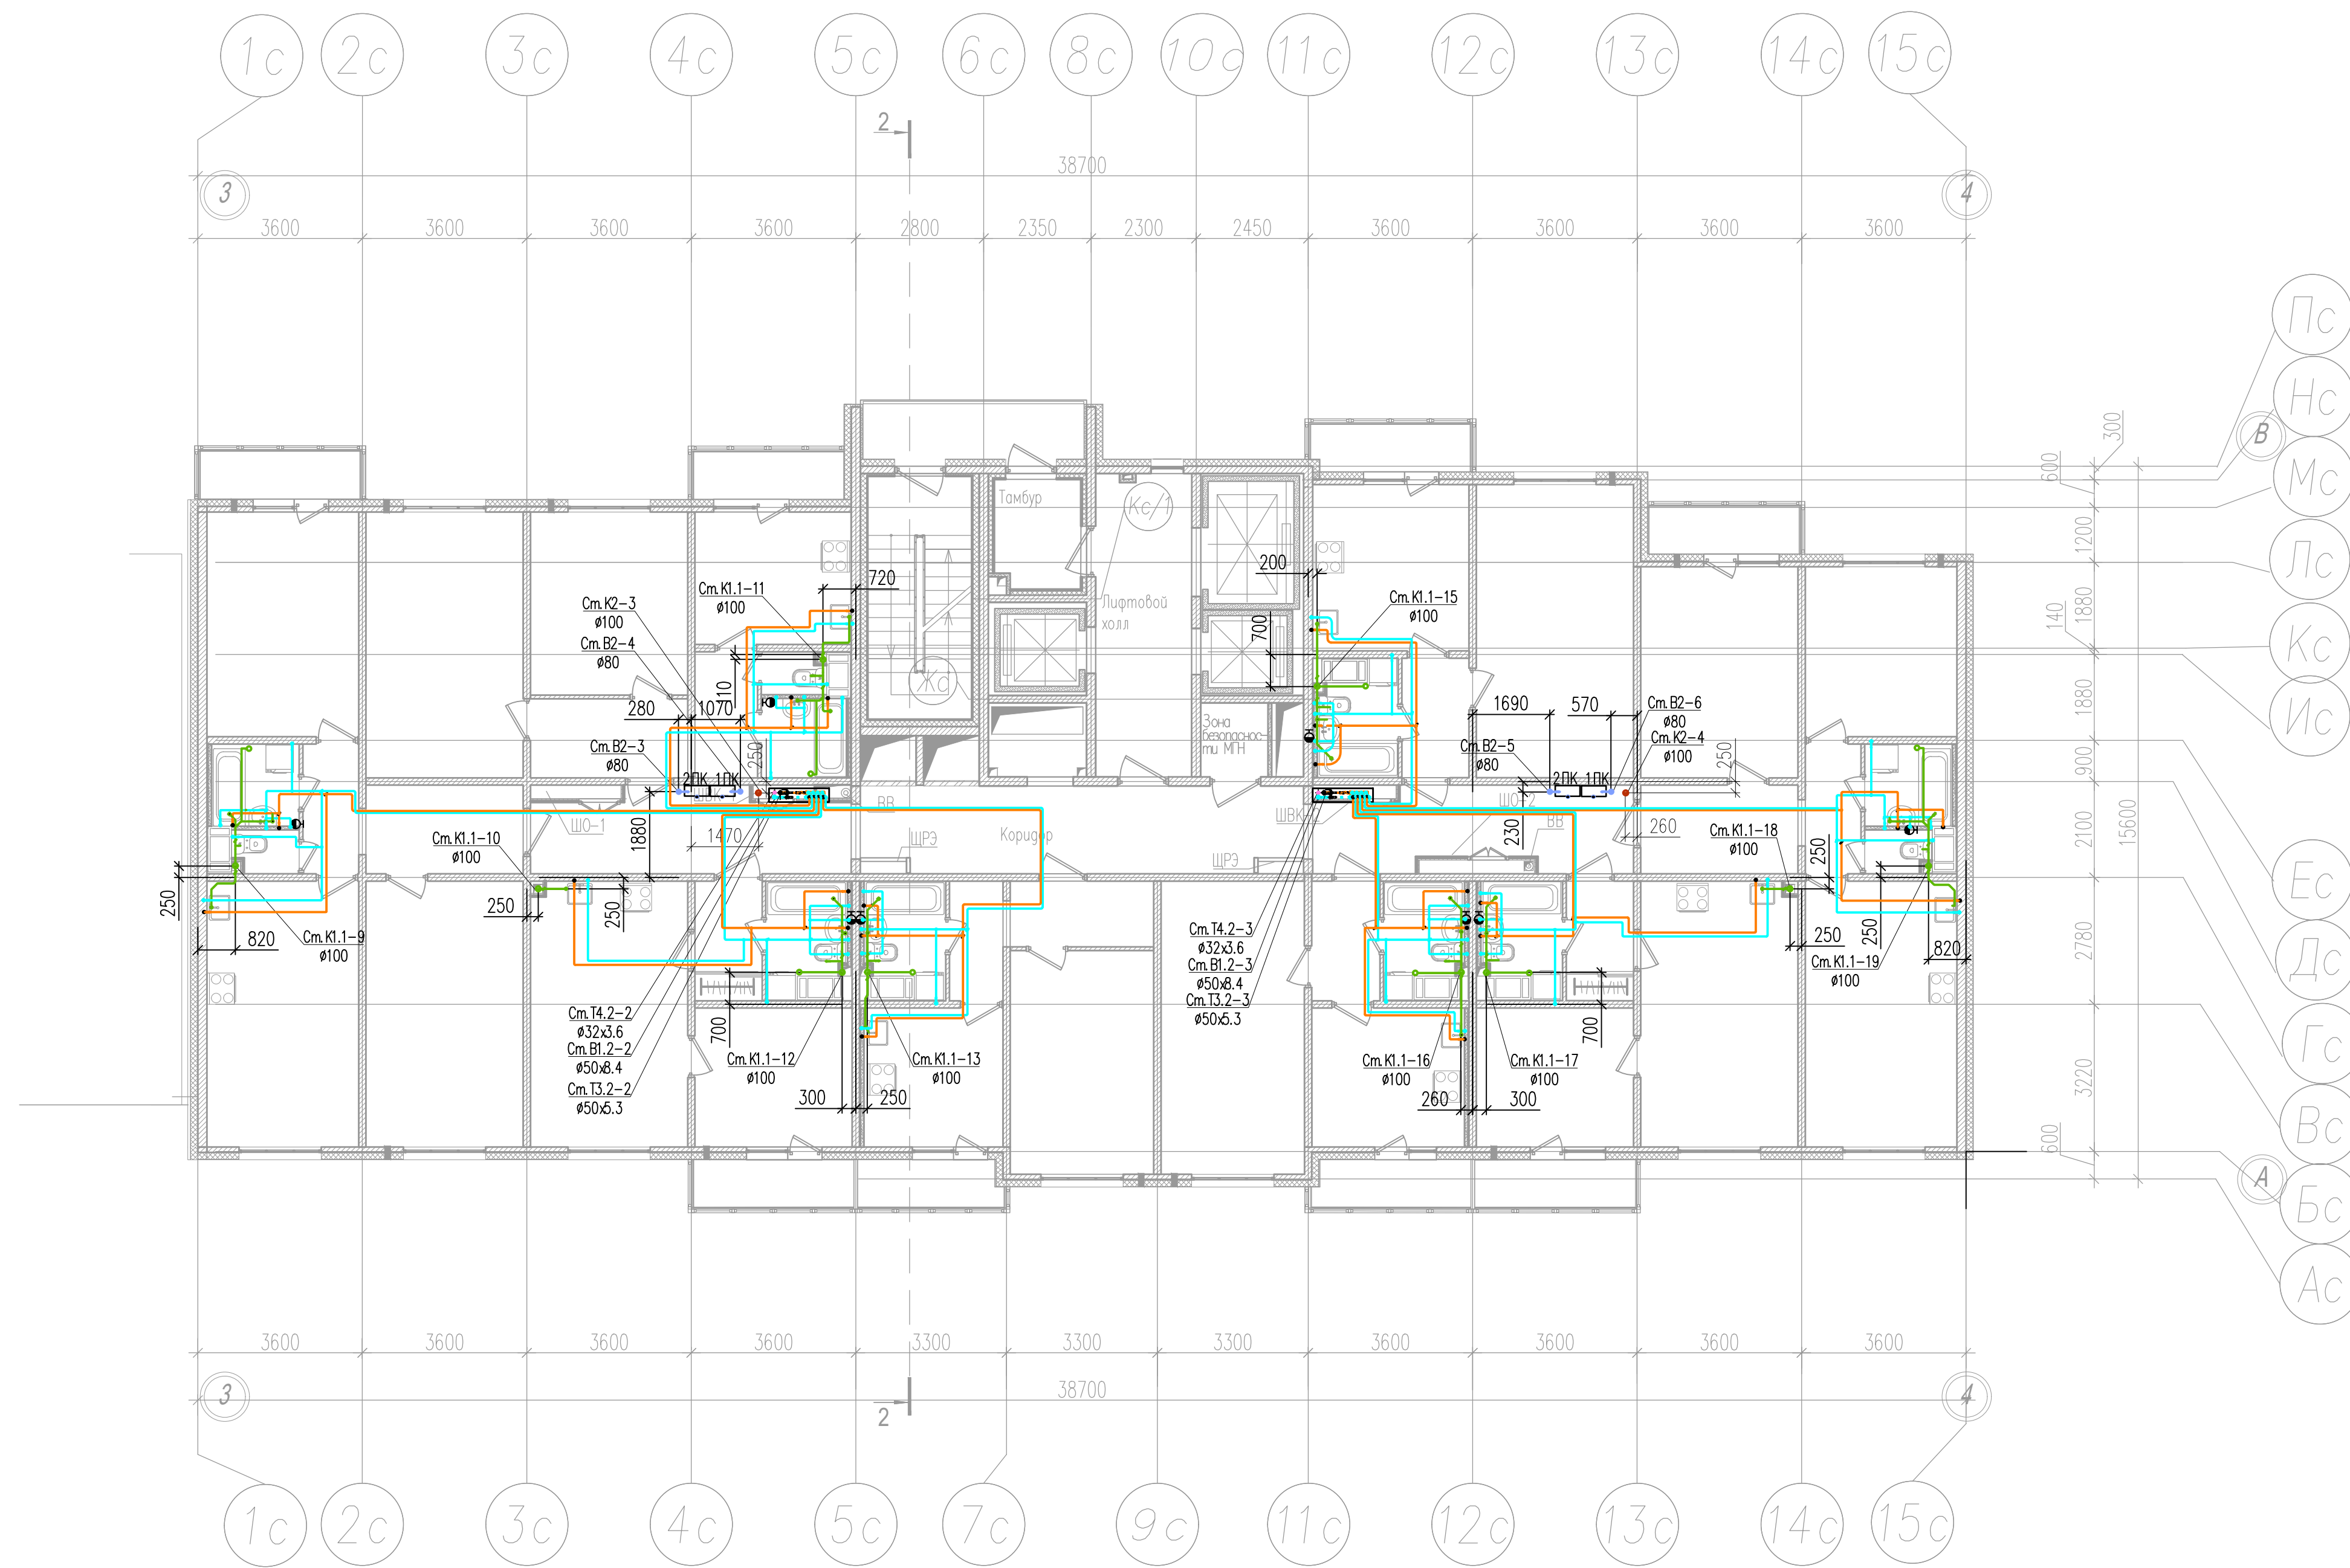 1с 2с 3с 4с 5с 6с 8с 10с 11с 12с 13с 14с 15с
2
38700
3 4
3600 3600 3600 3600 2800 2350 2300 2450 3600 3600 3600 3600
Пс
Нс
В
Мс
Лс
Кс
Ис
Ес
Дс
Гс
Вс
А
Бс
Ас
300
600
1200
1880
140
1880
900
2100
15600
2780
3220
600
Тамбур
Кс/1
Лифтовой
холл
Жс
Зона
безопаснос-
ти МГН
Коридор
200
720
Ст.К1.1-11
ø100
Ст.К2-3
ø100
Ст.В2-4
ø80
Ст.К1.1-15
ø100
700
280
1070
Ст.В2-3
ø80
2ПК 1ПК
250
ШВК
ВВ
ШО-1
1880
1470
ЩРЭ
1690
570
Ст.В2-6
ø80
Ст.К2-4
ø100
Ст.В2-5
ø80
2ПК 1ПК
250
ШВК
ВВ
230
260
ЩРЭ
Ст.К1.1-10
ø100
Ст.К1.1-18
ø100
250
250
250
250
820
Ст.К1.1-9
ø100
250
250
820
Ст.К1.1-19
ø100
Ст.Т4.2-2
ø32х3.6
Ст.В1.2-2
ø50х8.4
Ст.Т3.2-2
ø50х5.3
Ст.Т4.2-3
ø32х3.6
Ст.В1.2-3
ø50х8.4
Ст.Т3.2-3
ø50х5.3
700
Ст.К1.1-12
ø100
Ст.К1.1-13
ø100
300
250
Ст.К1.1-16
ø100
Ст.К1.1-17
ø100
700
260
300
3600 3600 3600 3600 3300 3300 3300 3600 3600 3600 3600
38700
3 4
2
1с 2с 3с 4с 5с 7с 9с 11с 12с 13с 14с 15с